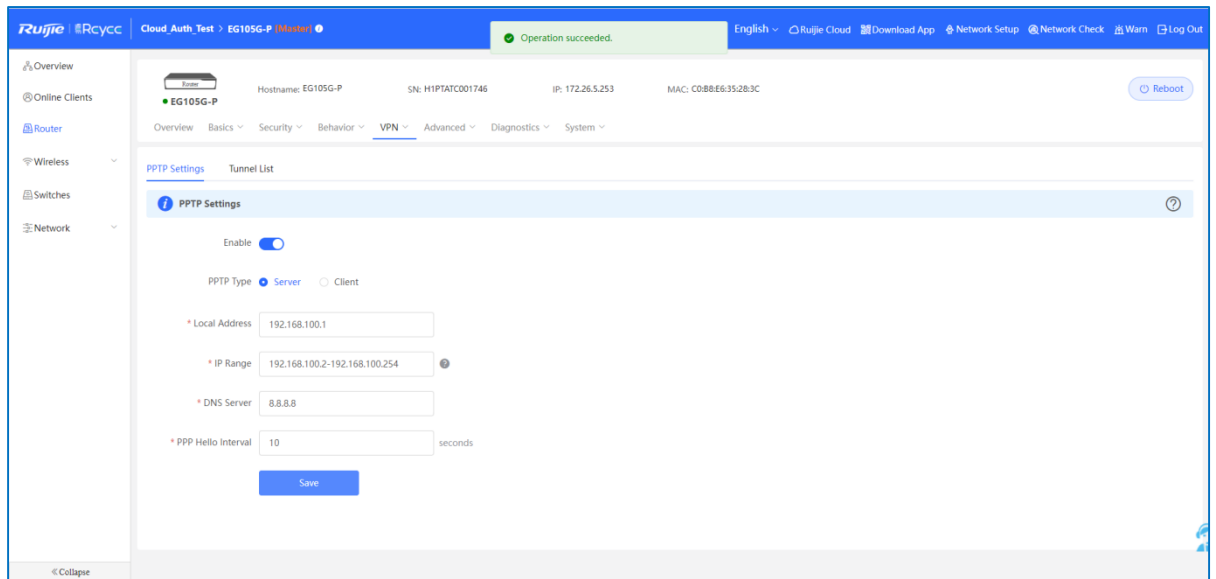 Ruijie Rcycc Cloud_Auth_Test > EG105G-P (Master) Operation succeeded. English Ruijie Cloud Download App Network Setup Network Check Warn Log Out
Overview
Online Clients
Router
Wireless
Switches
Network
Router
EG105G-P
Hostname: EG105G-P SN: H1PTATC001746 IP: 172.26.5.253 MAC: C0:B8:E6:35:28:3C Reboot
Overview Basics Security Behavior VPN Advanced Diagnostics System
PPTP Settings Tunnel List
PPTP Settings
Enable
PPTP Type Server Client
* Local Address 192.168.100.1
* IP Range 192.168.100.2-192.168.100.254
* DNS Server 8.8.8.8
* PPP Hello Interval 10 seconds
Save
Collapse